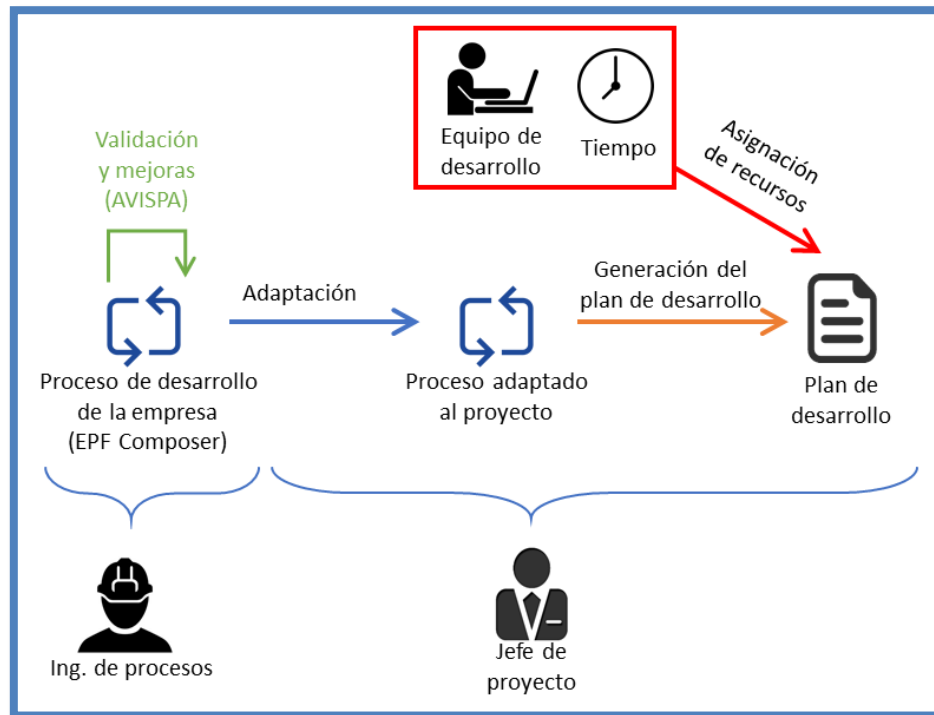 Equipo de
desarrollo
Tiempo
Asignación
de recursos
Validación
y mejoras
(AVISPA)
Adaptación
Generación del
plan de desarrollo
Proceso de desarrollo
de la empresa
(EPF Composer)
Proceso adaptado
al proyecto
Plan de
desarrollo
Ing. de procesos
Jefe de
proyecto